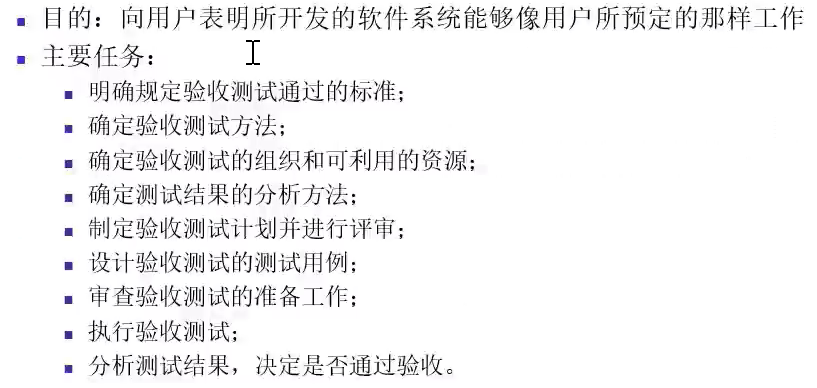 目的：向用户表明所开发的软件系统能够像用户所预定的那样工作
主要任务：
明确规定验收测试通过的标准；
确定验收测试方法；
确定验收测试的组织和可利用的资源；
确定测试结果的分析方法；
制定验收测试计划并进行评审；
设计验收测试的测试用例；
审查验收测试的准备工作；
执行验收测试；
分析测试结果，决定是否通过验收。